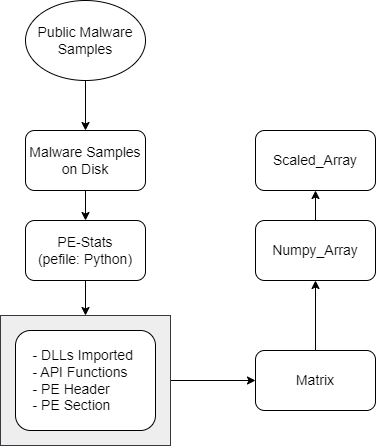 Public Malware
Samples
Malware Samples
on Disk
PE-Stats
(pefile: Python)
- DLLs Imported
- API Functions
- PE Header
- PE Section
Matrix
Numpy_Array
Scaled_Array